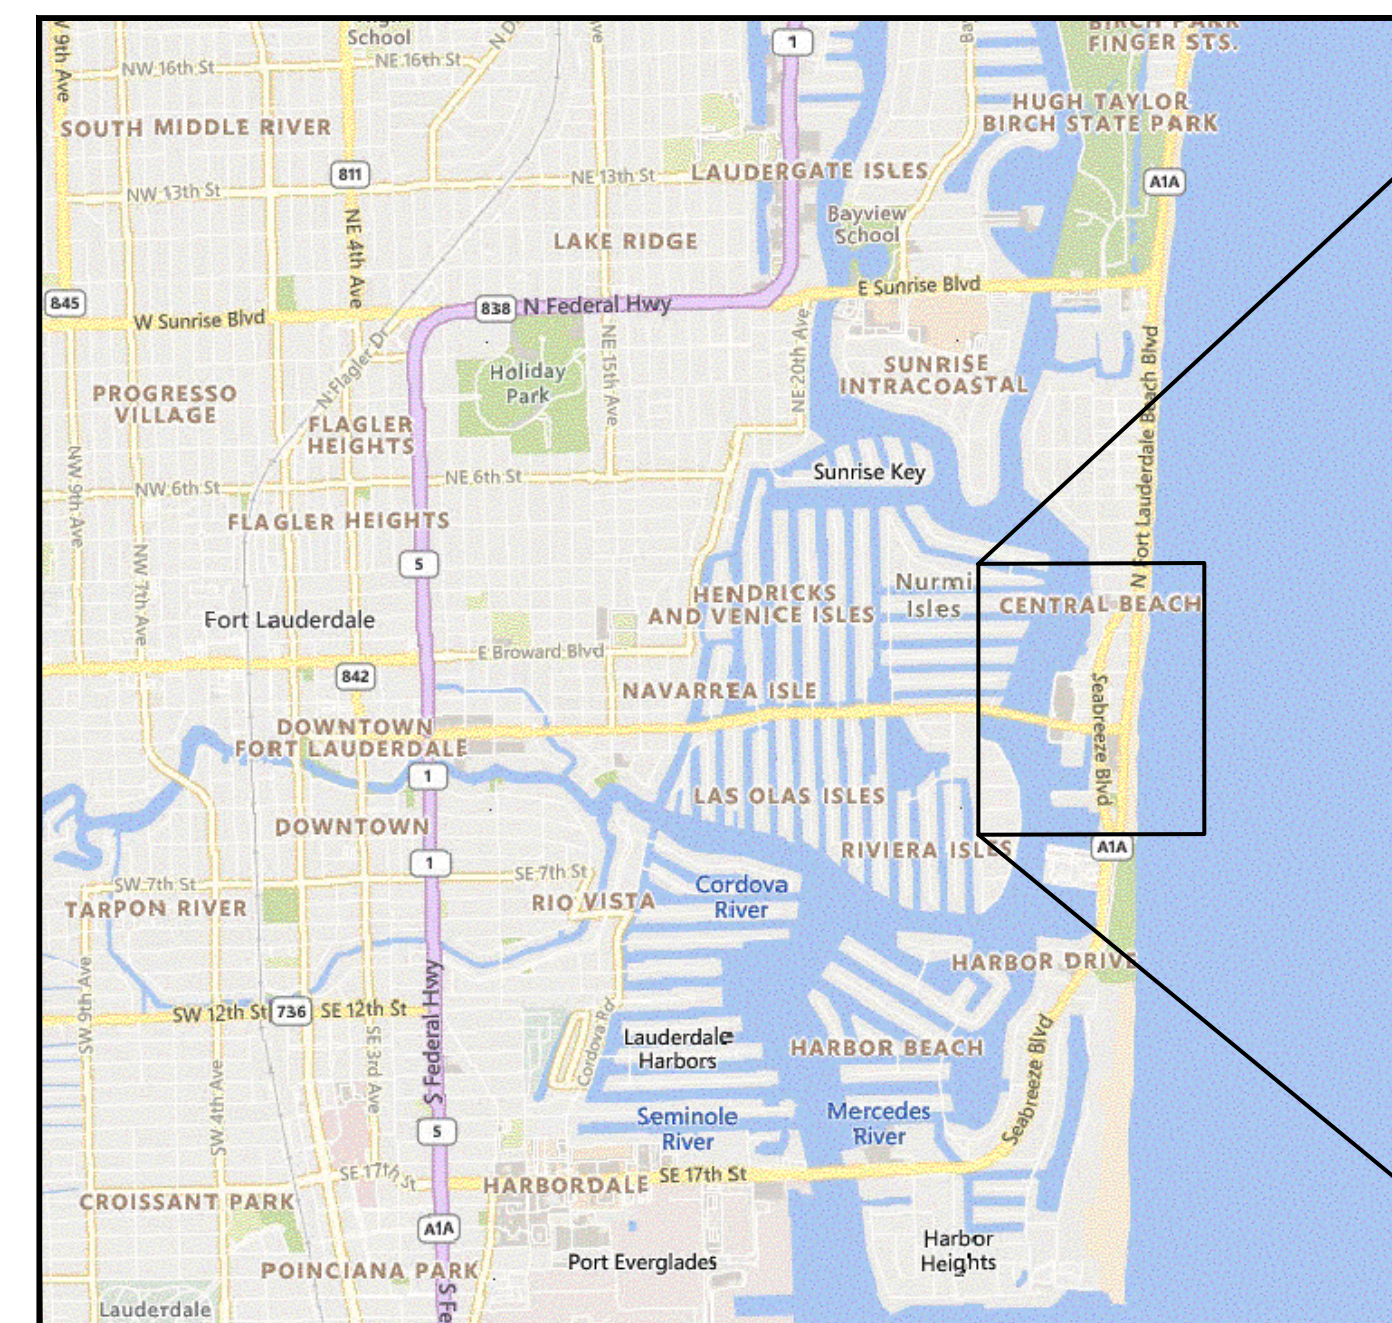 School
N D
BIRCH PARK
FINGER STS.
1
W 9th Ave
NW 16th St
NE 16th St
ve
Ba
SOUTH MIDDLE RIVER
HUGH TAYLOR
BIRCH STATE PARK
811
NE 13th St
LAUDERGATE ISLES
A1A
NW 13th St
Bayview
School
NE 4th Ave
LAKE RIDGE
845
W Sunrise Blvd
838
N Federal Hwy
E Sunrise Blvd
N Flagler Dr
NE 15th Ave
NE 20th Ave
N Fort Lauderdale Beach Blvd
Holiday
Park
SUNRISE
INTRACOASTAL
PROGRESSO
VILLAGE
FLAGLER
HEIGHTS
NW 9th Ave
NW 6th St
NE 6th St
Sunrise Key
FLAGLER HEIGHTS
NW 7th Ave
5
HENDRICKS
AND VENICE ISLES
Nurmi
Isles
CENTRAL BEACH
Fort Lauderdale
E Broward Blvd
842
NAVARREA ISLE
Seabreeze Blvd
DOWNTOWN
FORT LAUDERDALE
1
LAS OLAS ISLES
DOWNTOWN
1
RIVIERA ISLES
A1A
SW 7th St
SE 7th St
Cordova
River
TARPON RIVER
RIO VISTA
HARBOR DRIVE
SW 9th Ave
SW 12th St
736
SE 12th St
S Federal Hwy
Cordova Rd
Lauderdale
Harbors
HARBOR BEACH
Seabreeze Blvd
SW 4th Ave
SE 3rd Ave
Seminole
River
Mercedes
River
5
SE 17th St
HARBORDALE
SE 17th St
CROISSANT PARK
A1A
Harbor
Heights
Port Everglades
POINCIANA PARK
S Fe
Lauderdale